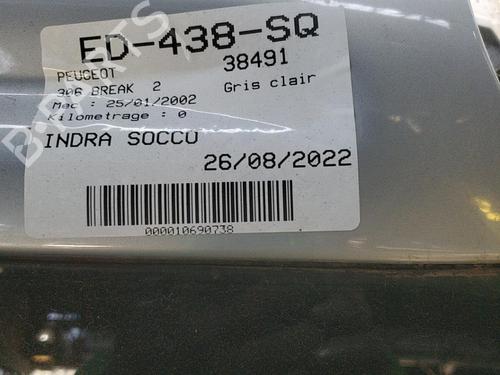 ED-438-SQ
PEUGEOT 38491
306 BREAK 2 Gris clair
Mec : 25/01/2002
Kilometrage : 0
INDRA SOCCO
26/08/2022
000010690738
B-PARTS